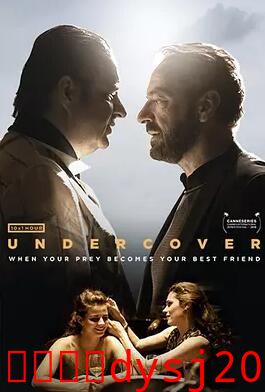 10x1 HOUR
CANNESERIES
UNDERCOVER
WHEN YOUR PREY BECOMES YOUR BEST FRIEND
dysj20